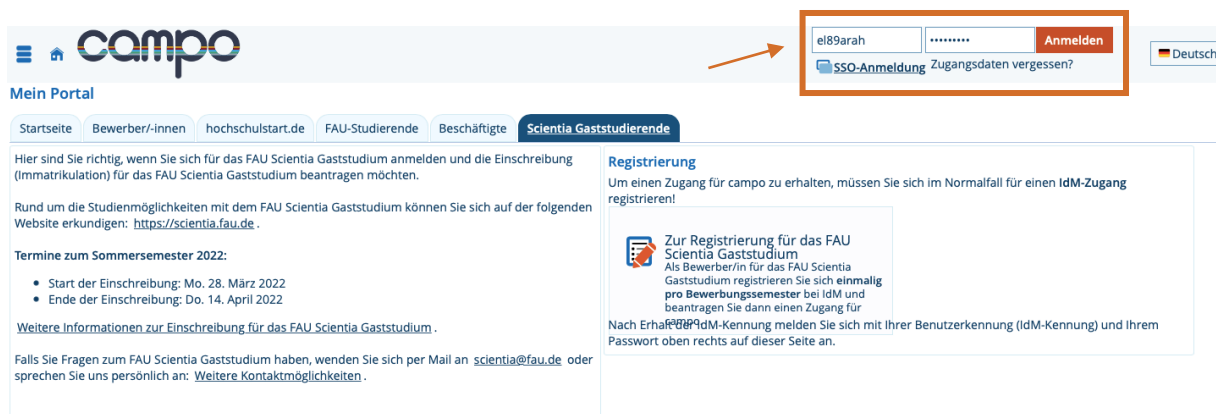 campo
el89arah
•••••••••
Anmelden
SSO-Anmeldung Zugangsdaten vergessen?
Deutsch
Mein Portal
Startseite Bewerber/-innen hochschulstart.de FAU-Studierende Beschäftigte Scientia Gaststudierende
Hier sind Sie richtig, wenn Sie sich für das FAU Scientia Gaststudium anmelden und die Einschreibung
(Immatrikulation) für das FAU Scientia Gaststudium beantragen möchten.
Rund um die Studienmöglichkeiten mit dem FAU Scientia Gaststudium können Sie sich auf der folgenden
Website erkundigen: https://scientia.fau.de .
Termine zum Sommersemester 2022:
• Start der Einschreibung: Mo. 28. März 2022
• Ende der Einschreibung: Do. 14. April 2022
Weitere Informationen zur Einschreibung für das FAU Scientia Gaststudium .
Falls Sie Fragen zum FAU Scientia Gaststudium haben, wenden Sie sich per Mail an scientia@fau.de oder
sprechen Sie uns persönlich an: Weitere Kontaktmöglichkeiten .
Registrierung
Um einen Zugang für campo zu erhalten, müssen Sie sich im Normalfall für einen IdM-Zugang
registrieren!
Zur Registrierung für das FAU
Scientia Gaststudium
Als Bewerber/in für das FAU Scientia
Gaststudium registrieren Sie sich einmalig
pro Bewerbungssemester bei IdM und
beantragen Sie dann einen Zugang für
campo.
Nach Erhalt der IdM-Kennung melden Sie sich mit Ihrer Benutzerkennung (IdM-Kennung) und Ihrem
Passwort oben rechts auf dieser Seite an.